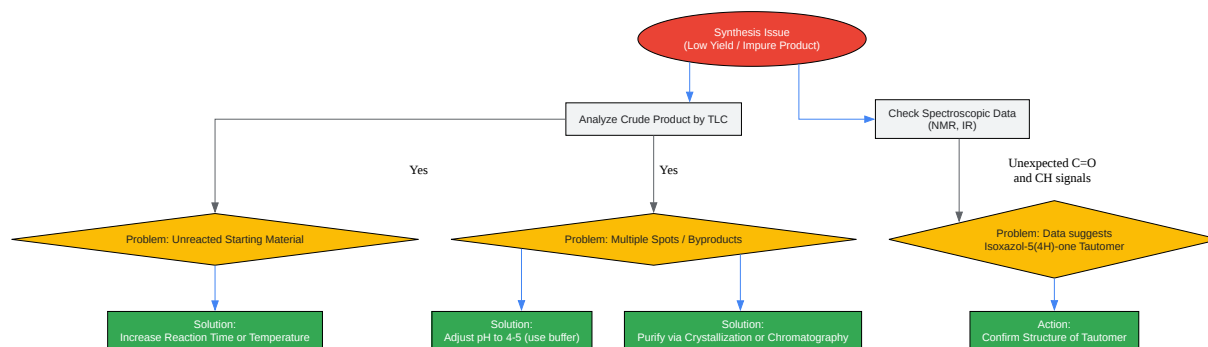 Synthesis Issue
(Low Yield / Impure Product)
Analyze Crude Product by TLC
Check Spectroscopic Data
(NMR, IR)
Yes
Yes
Unexpected C=O
and CH signals
Problem: Unreacted Starting Material
Problem: Multiple Spots / Byproducts
Problem: Data suggests
Isoxazol-5(4H)-one Tautomer
Solution:
Increase Reaction Time or Temperature
Solution:
Adjust pH to 4-5 (use buffer)
Solution:
Purify via Crystallization or Chromatography
Action:
Confirm Structure of Tautomer